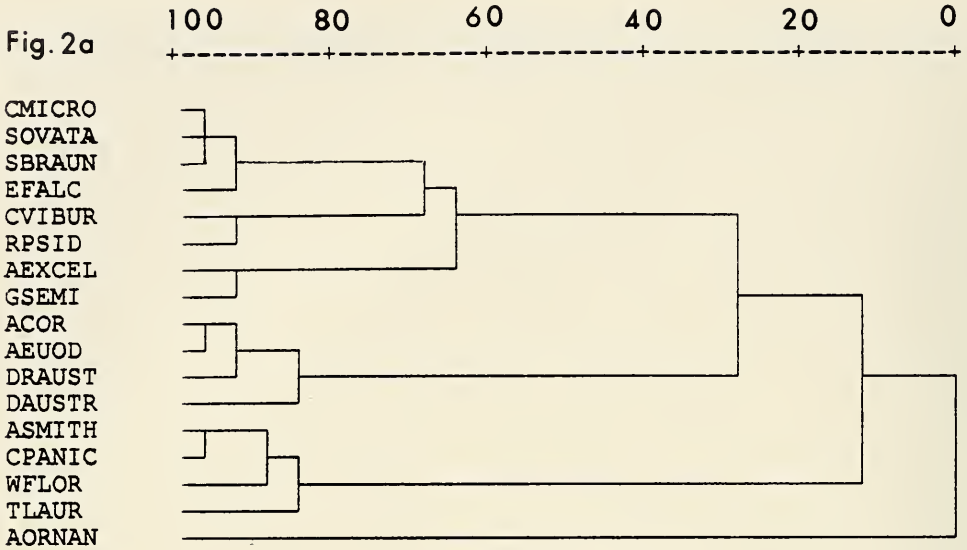 100 80 60 40 20 0
Fig. 2a
CMICRO
SOVATA
SBRAUN
EFALC
CVIBUR
RPSID
AEXCEL
GSEMI
ACOR
AEUOD
DRAUST
DAUSTR
ASMITH
CPANIC
WFLOR
TLAUR
AORNAN